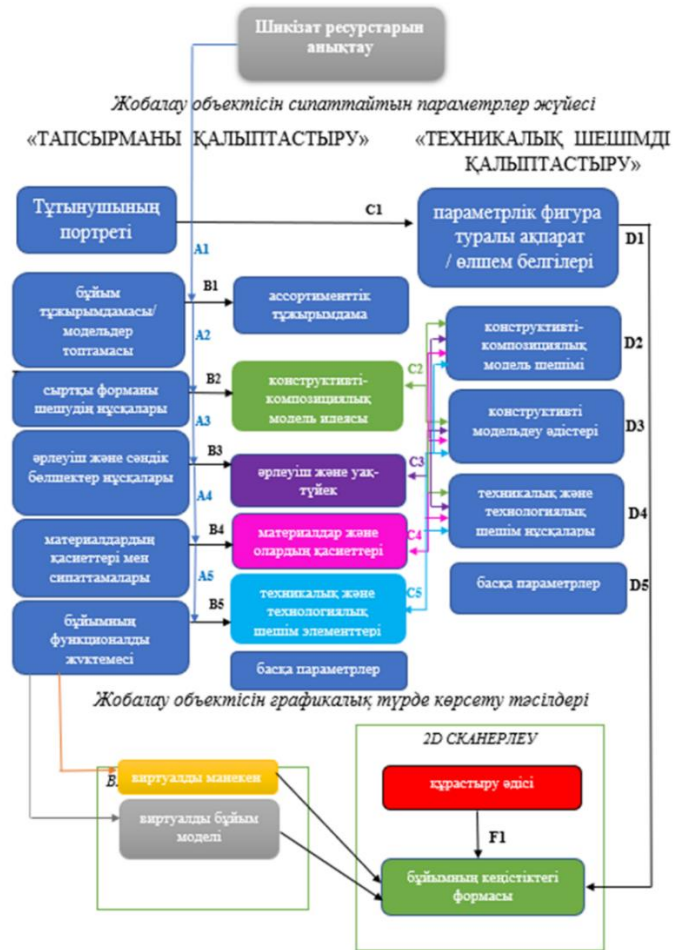 Шикізат ресурстарын
анықтау
Жобалау объектісін сипаттайтын параметрлер жүйесі
«ТАПСЫРМАНЫ ҚАЛЫПТАСТЫРУ»
«ТЕХНИКАЛЫҚ ШЕШІМДІ
ҚАЛЫПТАСТЫРУ»
Тұтынушының
портреті
C1
параметрлік фигура
туралы ақпарат
/ өлшем белгілері
D1
A1
бұйым
тұжырымдамасы/
модельдер
топтамасы
B1
ассортименттік
тұжырымдама
A2
конструктивті-
композициялық
модель шешімі
D2
сыртқы форманы
шешудің нұсқалары
B2
конструктивті-
композициялық
модель идеясы
C2
A3
конструктивті
модельдеу әдістері
D3
әрлеуіш және сәндік
бөлшектер нұсқалары
B3
әрлеуіш және уақ-
түйек
C3
A4
техникалық және
технологиялық
шешім нұсқалары
D4
материалдардың
қасиеттері мен
сипаттамалары
B4
материалдар және
олардың қасиеттері
C4
A5
басқа параметрлер
D5
бұйымның
функционалды
жүктемесі
B5
техникалық және
технологиялық
шешім элементтері
C5
басқа параметрлер
Жобалау объектісін графикалық түрде көрсету тәсілдері
2D СКАНЕРЛЕУ
В.
виртуалды манекен
виртуалды бұйым
моделі
құрастыру әдісі
F1
бұйымның кеңістіктегі
формасы